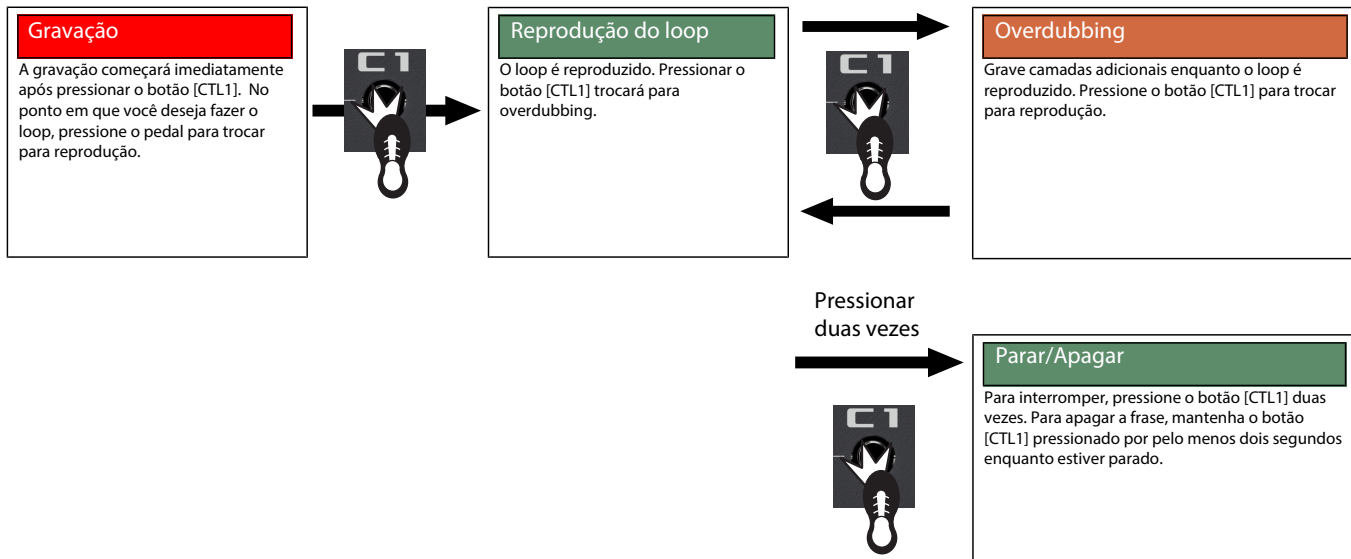 Gravação
A gravação começará imediatamente
após pressionar o botão [CTL1].  No
ponto em que você deseja fazer o
loop, pressione o pedal para trocar
para reprodução.
C 1
Reprodução do loop
O loop é reproduzido. Pressionar o
botão [CTL1] trocará para
overdubbing.
C 1
Overdubbing
Grave camadas adicionais enquanto o loop é
reproduzido. Pressione o botão [CTL1] para trocar
para reprodução.
Pressionar
duas vezes
C 1
Parar/Apagar
Para interromper, pressione o botão [CTL1] duas
vezes. Para apagar a frase, mantenha o botão
[CTL1] pressionado por pelo menos dois segundos
enquanto estiver parado.